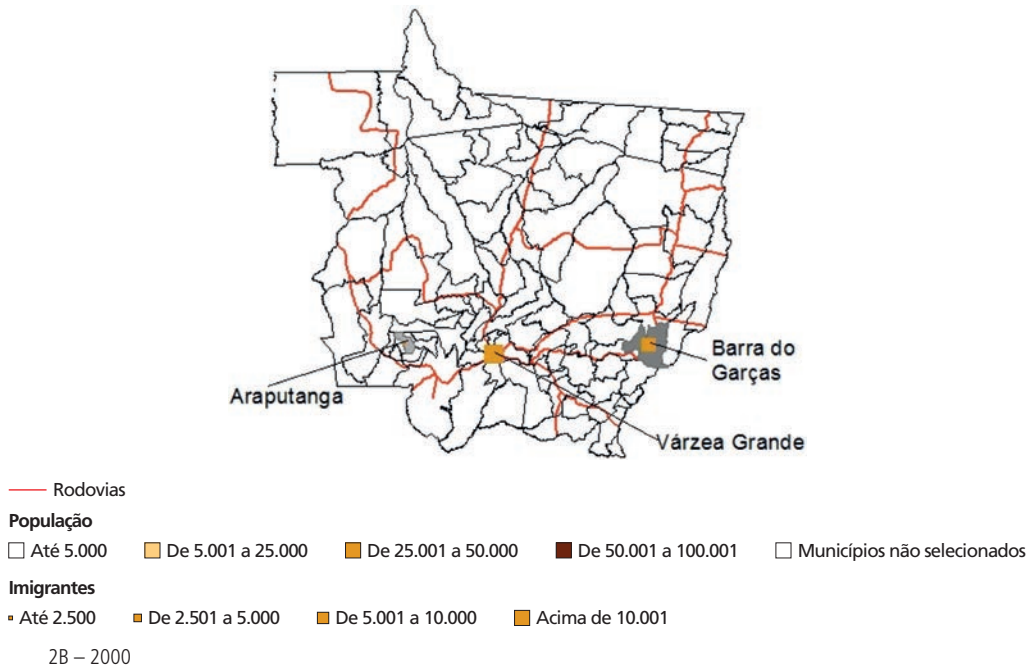 Barra do
Garças
Araputanga
Várzea Grande
Rodovias
População
Até 5.000 De 5.001 a 25.000 De 25.001 a 50.000 De 50.001 a 100.001 Municípios não selecionados
Imigrantes
Até 2.500 De 2.501 a 5.000 De 5.001 a 10.000 Acima de 10.001
2B – 2000